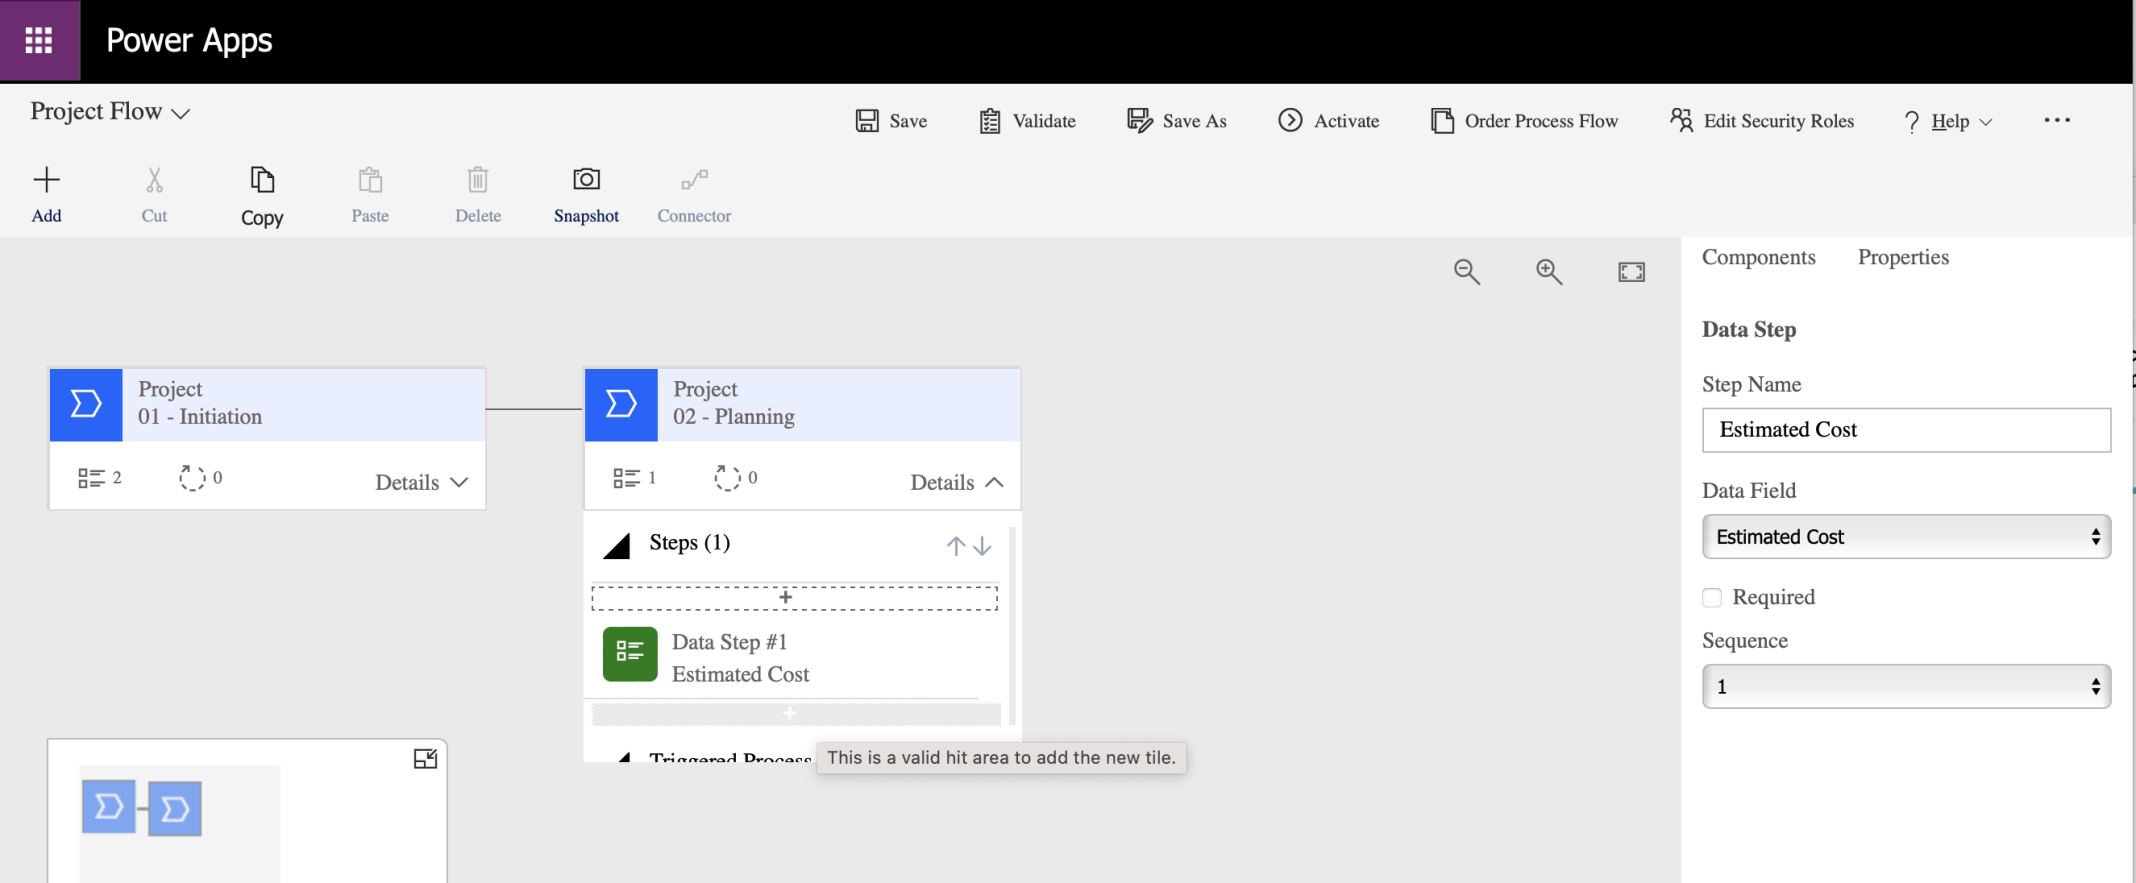 Power Apps
Project Flow
Save
Validate
Save As
Activate
Order Process Flow
Edit Security Roles
? Help
...
Add
Cut
Copy
Paste
Delete
Snapshot
Connector
Components
Properties
Project
01 - Initiation
2
0
Details
Project
02 - Planning
1
0
Details
Steps (1)
+
Data Step #1
Estimated Cost
+
Triggered Process
This is a valid hit area to add the new tile.
Data Step
Step Name
Estimated Cost
Data Field
Estimated Cost
Required
Sequence
1